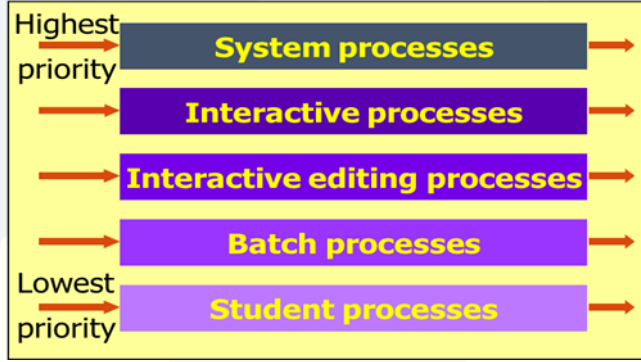 Highest
priority
System processes
Interactive processes
Interactive editing processes
Batch processes
Lowest
priority
Student processes